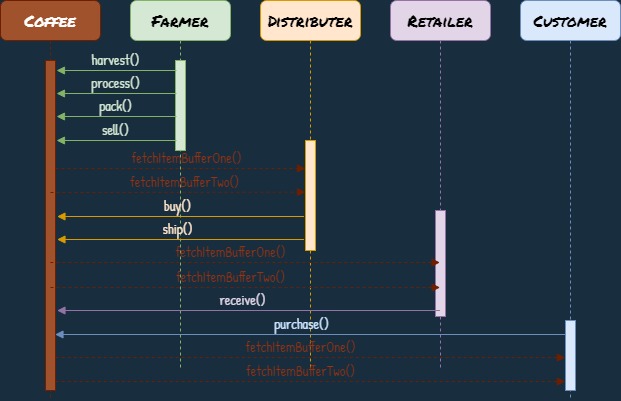 Coffee Farmer Distributer Retailer Customer
harvest()
process()
pack()
sell()
fetchItemBufferOne()
fetchItemBufferTwo()
buy()
ship()
fetchItemBufferOne()
fetchItemBufferTwo()
receive()
purchase()
fetchItemBufferOne()
fetchItemBufferTwo()